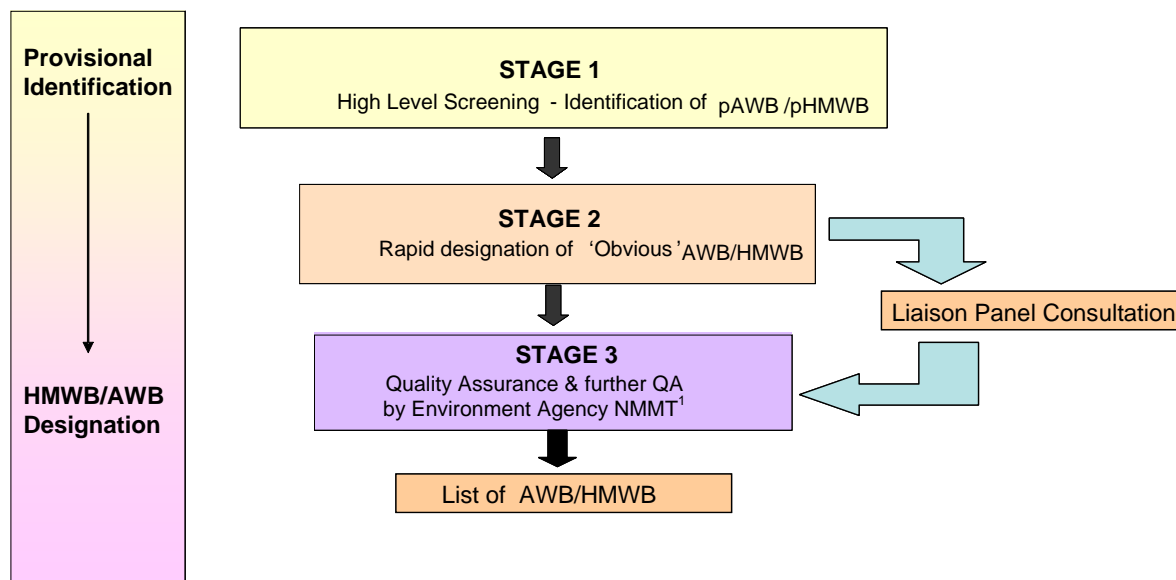 Provisional
Identification
HMWB/AWB
Designation
STAGE 1
High Level Screening - Identification of pAWB /pHMWB
STAGE 2
Rapid designation of ‘Obvious’ AWB/HMWB
Liaison Panel Consultation
STAGE 3
Quality Assurance & further QA
by Environment Agency NMMT1
List of AWB/HMWB